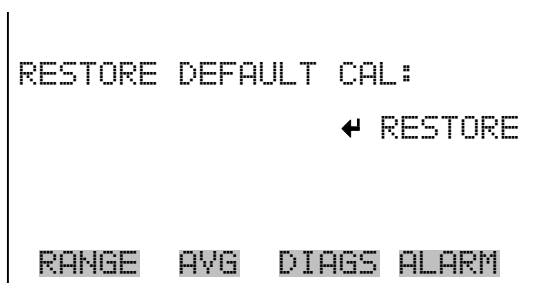 RESTORE DEFAULT CAL:
↵ RESTORE
RANGE AVG DIAGS ALARM